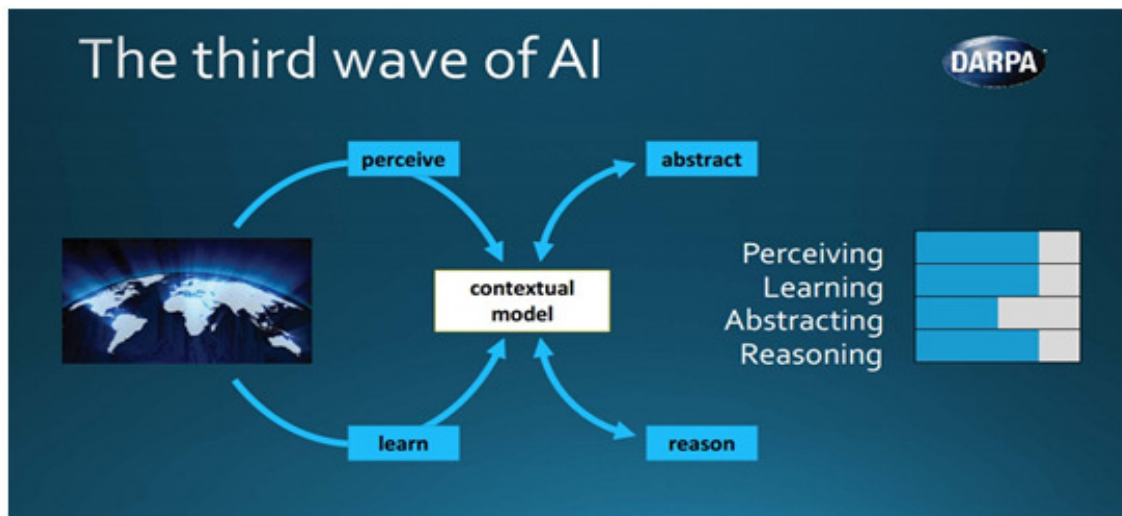 The third wave of AI
DARPA
perceive
abstract
contextual
model
learn
reason
Perceiving
Learning
Abstracting
Reasoning